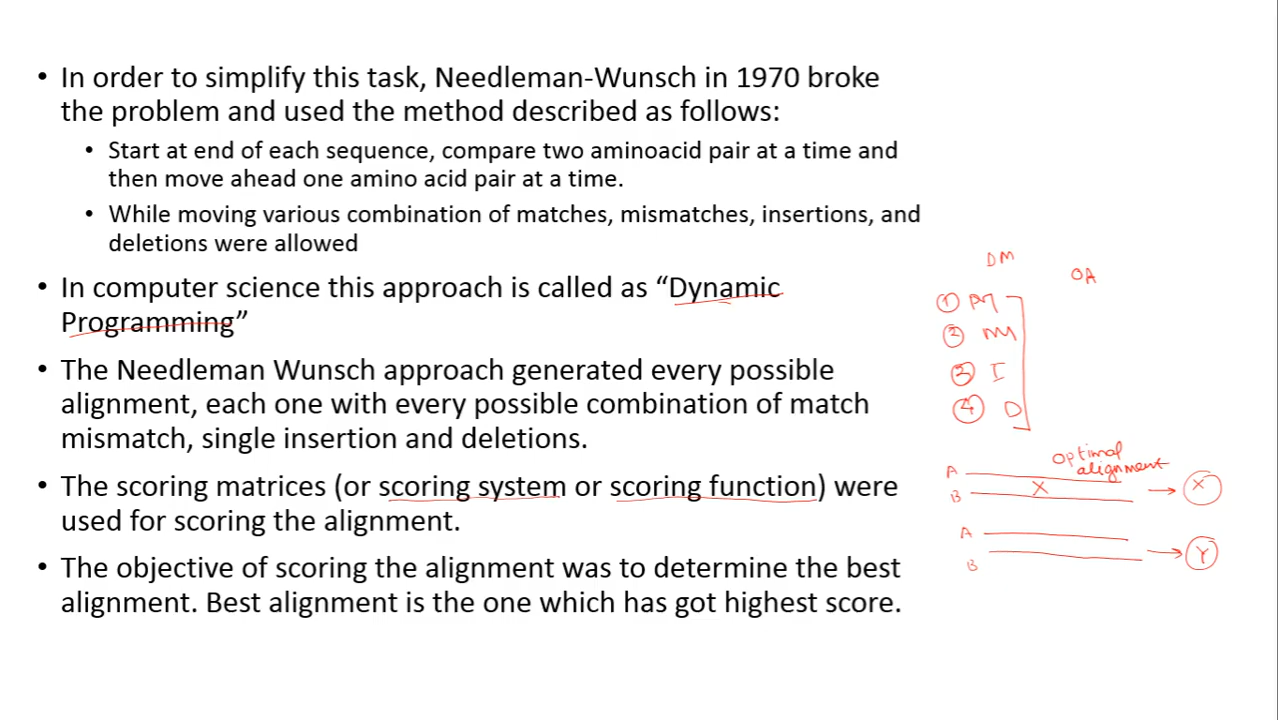 • In order to simplify this task, Needleman-Wunsch in 1970 broke
the problem and used the method described as follows:
• Start at end of each sequence, compare two aminoacid pair at a time and
then move ahead one amino acid pair at a time.
• While moving various combination of matches, mismatches, insertions, and
deletions were allowed
• In computer science this approach is called as “Dynamic
Programming”
• The Needleman Wunsch approach generated every possible
alignment, each one with every possible combination of match
mismatch, single insertion and deletions.
• The scoring matrices (or scoring system or scoring function) were
used for scoring the alignment.
• The objective of scoring the alignment was to determine the best
alignment. Best alignment is the one which has got highest score.
DM
OA
1
2 M
3 I
4 D
Optimal
alignment
A
B X X
A
B Y